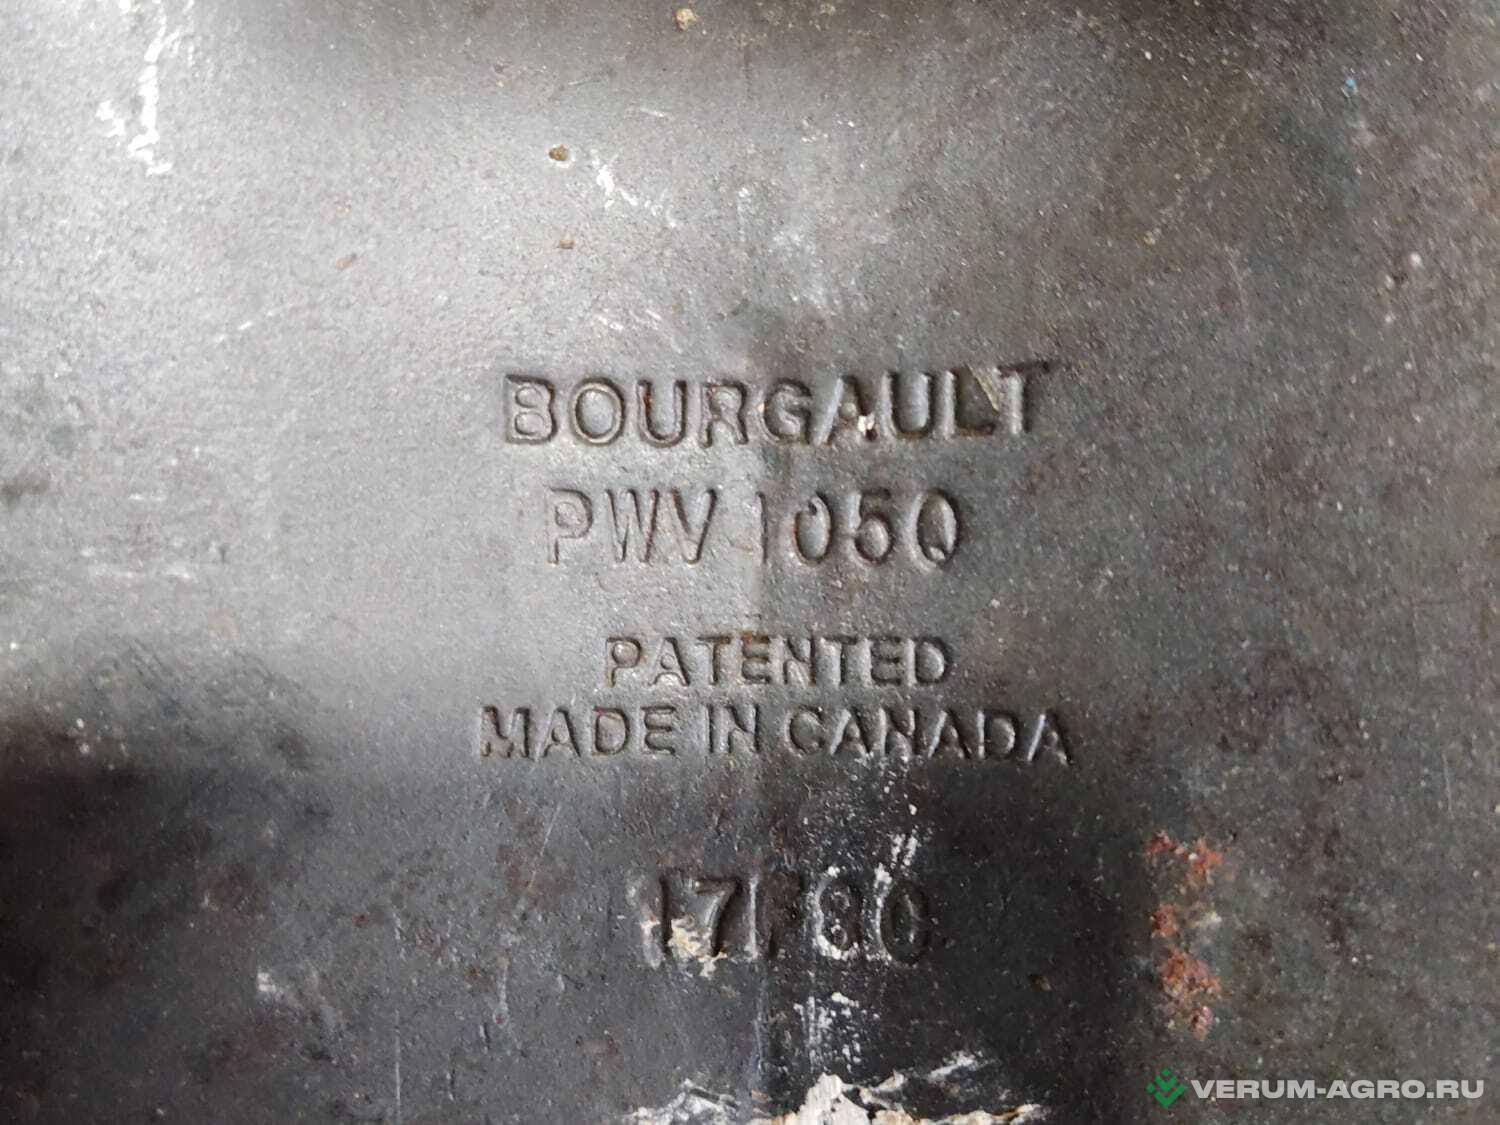 BOURGAULT
PWV 1050
PATENTED
MADE IN CANADA
VERUM-AGRO.RU